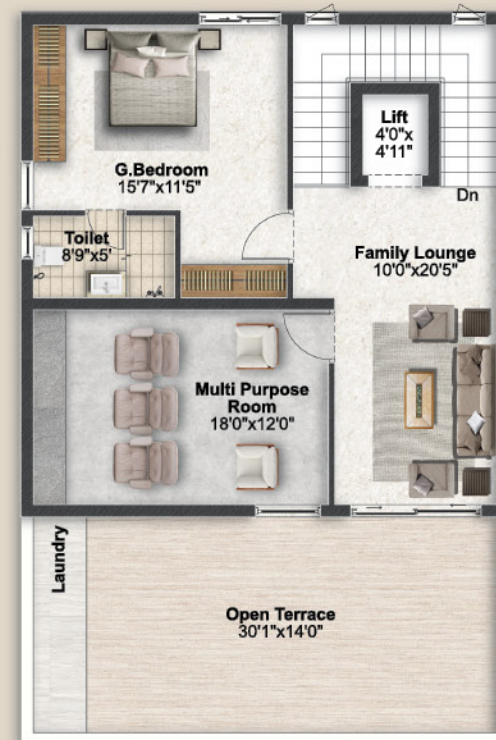 Lift
4'0"x
4'11"
G.Bedroom
15'7"x11'5"
Dn
Toilet
8'9"x5'
Family Lounge
10'0"x20'5"
Multi Purpose
Room
18'0"x12'0"
Laundry
Open Terrace
30'1"x14'0"